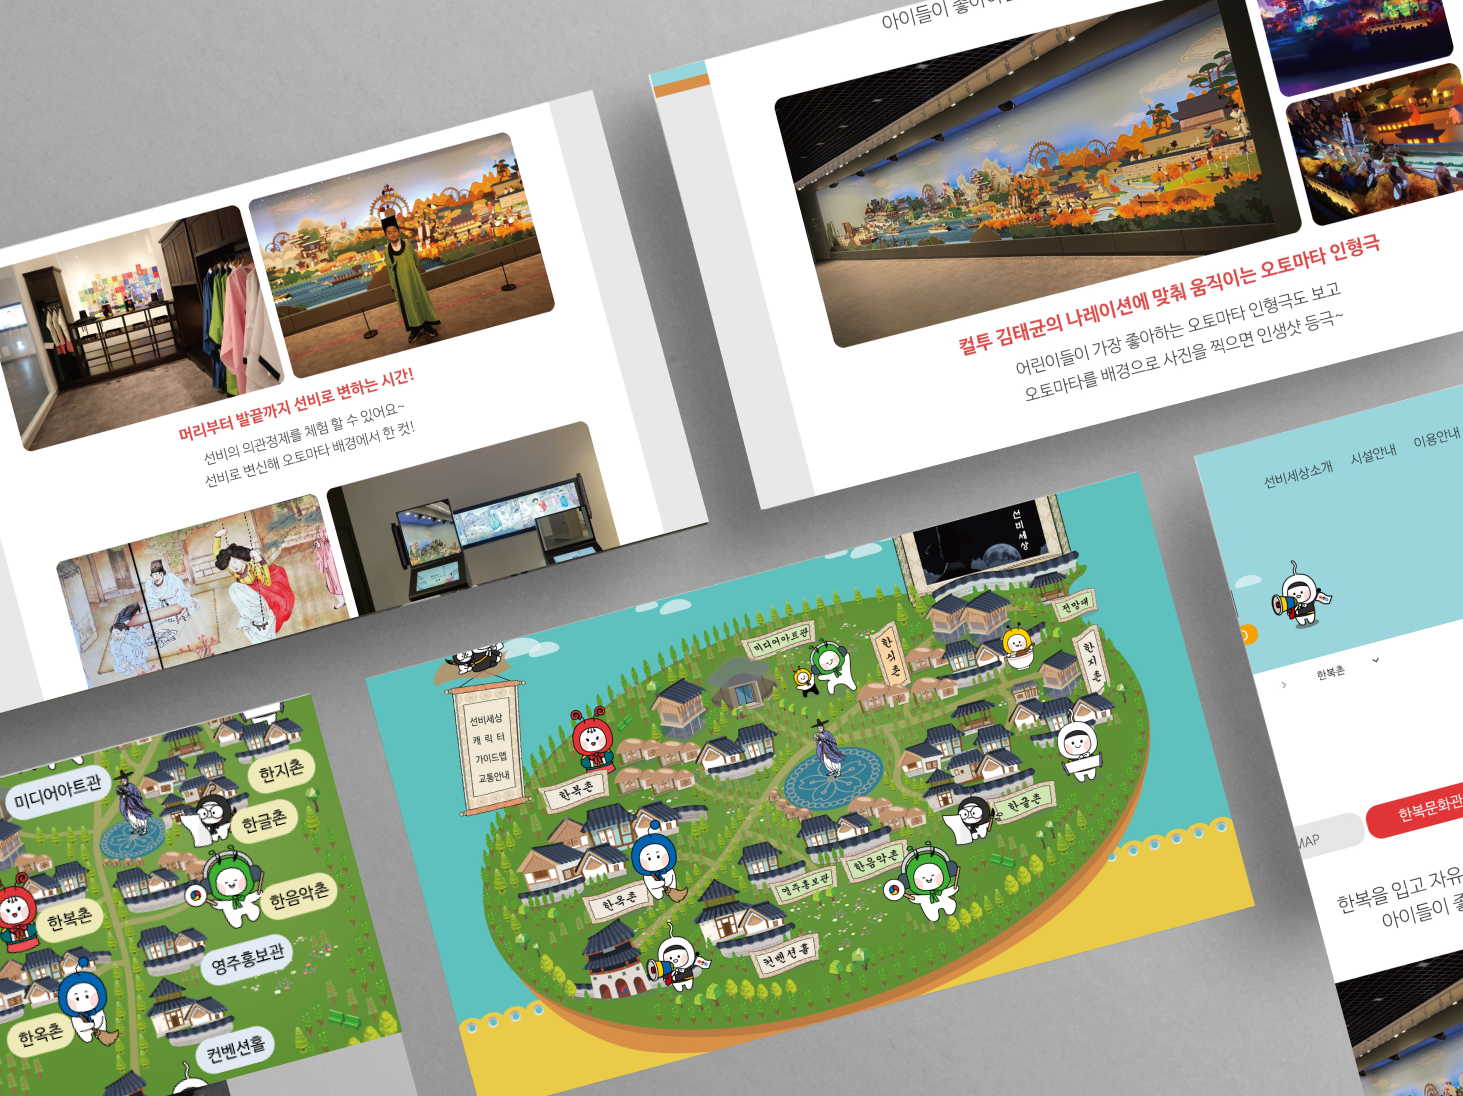 머리부터 발끝까지 선비로 변하는 시간!
선비의 의관정제를 체험 할 수 있어요~
선비로 변신해 오토마타 배경에서 한 컷!
컬투 김태균의 나레이션에 맞춰 움직이는 오토마타 인형극
어린이들이 가장 좋아하는 오토마타 인형극도 보고
오토마타를 배경으로 사진을 찍으면 인생샷 등극~
선비세상소개
시설안내
이용안내
한복촌
MAP
한복문화관
한복을 입고 자유
아이들이 좋
선비세상
캐릭터
가이드맵
교통안내
선비세상
전망대
미디어아트관
한식촌
한지촌
한복촌
한글촌
한음악촌
영주홍보관
한옥촌
컨벤션홀
미디어아트관
한지촌
한글촌
한음악촌
한복촌
영주홍보관
한옥촌
컨벤션홀